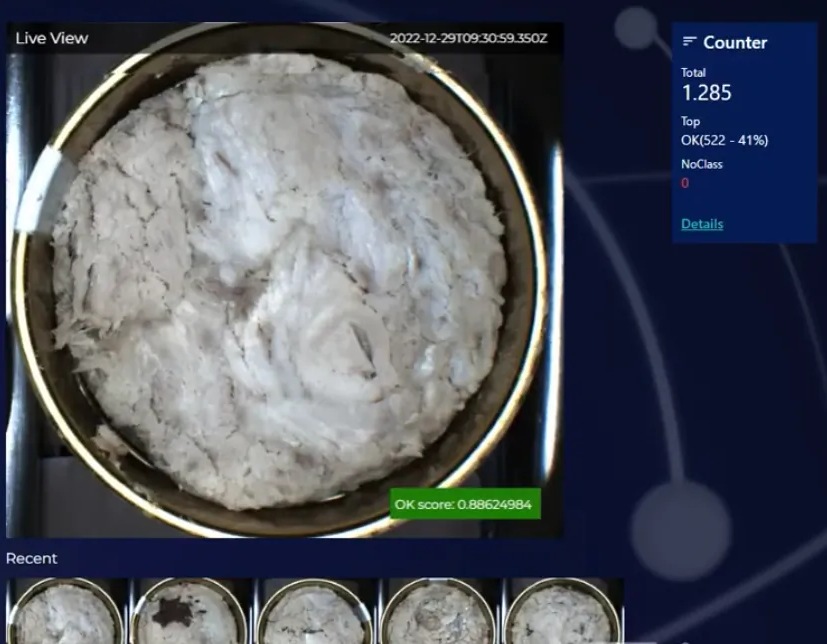 Live View
2022-12-29T09:30:59.350Z
Counter
Total
1.285
Top
OK(522 - 41%)
NoClass
0
Details
OK score: 0.88624984
Recent